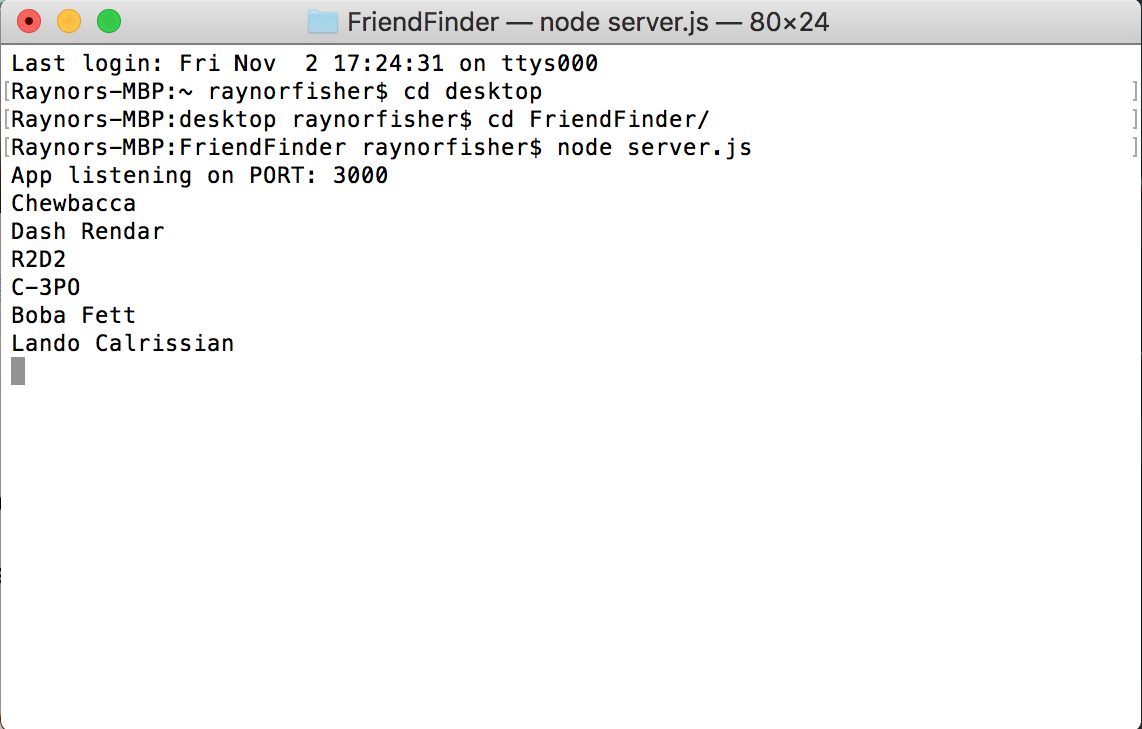 FriendFinder — node server.js — 80×24
Last login: Fri Nov  2 17:24:31 on ttys000
[Raynors-MBP:~ raynorfisher$ cd desktop ]
[Raynors-MBP:desktop raynorfisher$ cd FriendFinder/ ]
[Raynors-MBP:FriendFinder raynorfisher$ node server.js ]
App listening on PORT: 3000
Chewbacca
Dash Rendar
R2D2
C-3PO
Boba Fett
Lando Calrissian